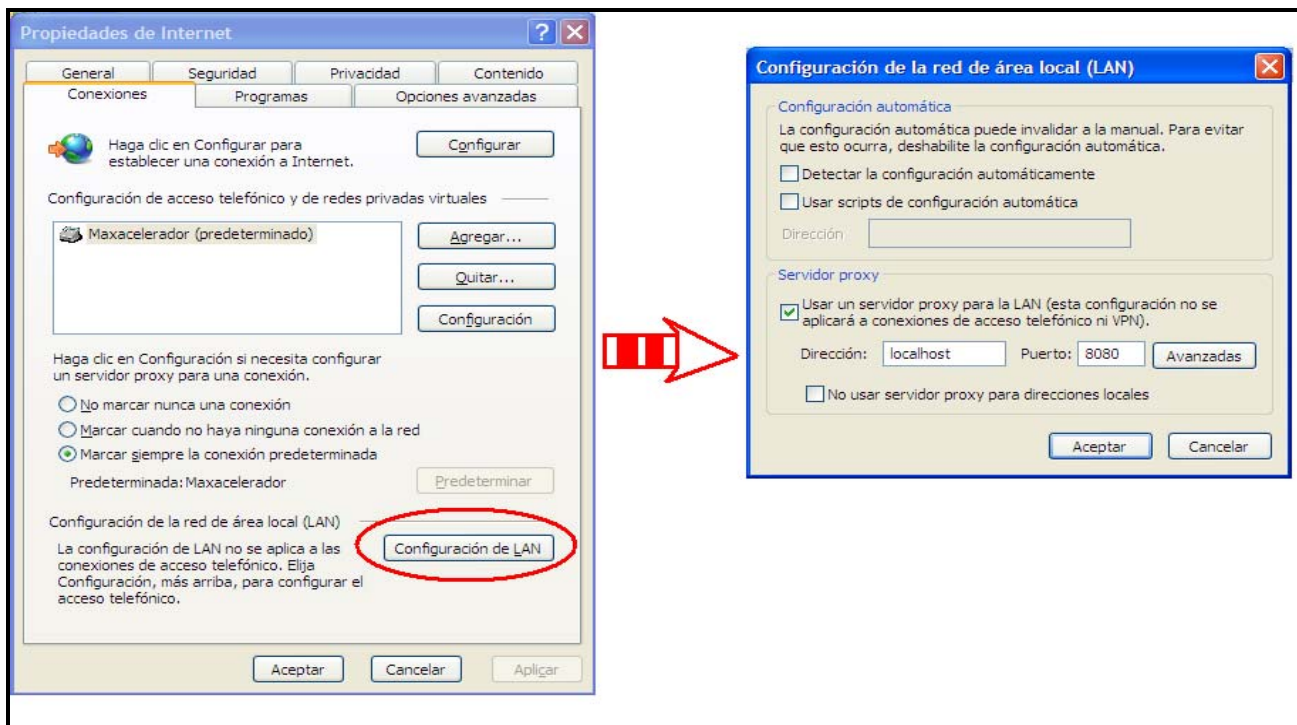 Propiedades de Internet
General Seguridad Privacidad Contenido
Conexiones Programas Opciones avanzadas
Haga clic en Configurar para
establecer una conexión a Internet.
Configurar
Configuración de acceso telefónico y de redes privadas virtuales
Maxacelerador (predeterminado)
Agregar...
Quitar...
Configuración
Haga clic en Configuración si necesita configurar
un servidor proxy para una conexión.
No marcar nunca una conexión
Marcar cuando no haya ninguna conexión a la red
Marcar siempre la conexión predeterminada
Predeterminada: Maxacelerador
Predeterminar
Configuración de la red de área local (LAN)
La configuración de LAN no se aplica a las
conexiones de acceso telefónico. Elija
Configuración, más arriba, para configurar el
acceso telefónico.
Configuración de LAN
Aceptar Cancelar Aplicar
Configuración de la red de área local (LAN)
Configuración automática
La configuración automática puede invalidar a la manual. Para evitar
que esto ocurra, deshabilite la configuración automática.
Detectar la configuración automáticamente
Usar scripts de configuración automática
Dirección
Servidor proxy
Usar un servidor proxy para la LAN (esta configuración no se
aplicará a conexiones de acceso telefónico ni VPN).
Dirección: localhost Puerto: 8080 Avanzadas
No usar servidor proxy para direcciones locales
Aceptar Cancelar